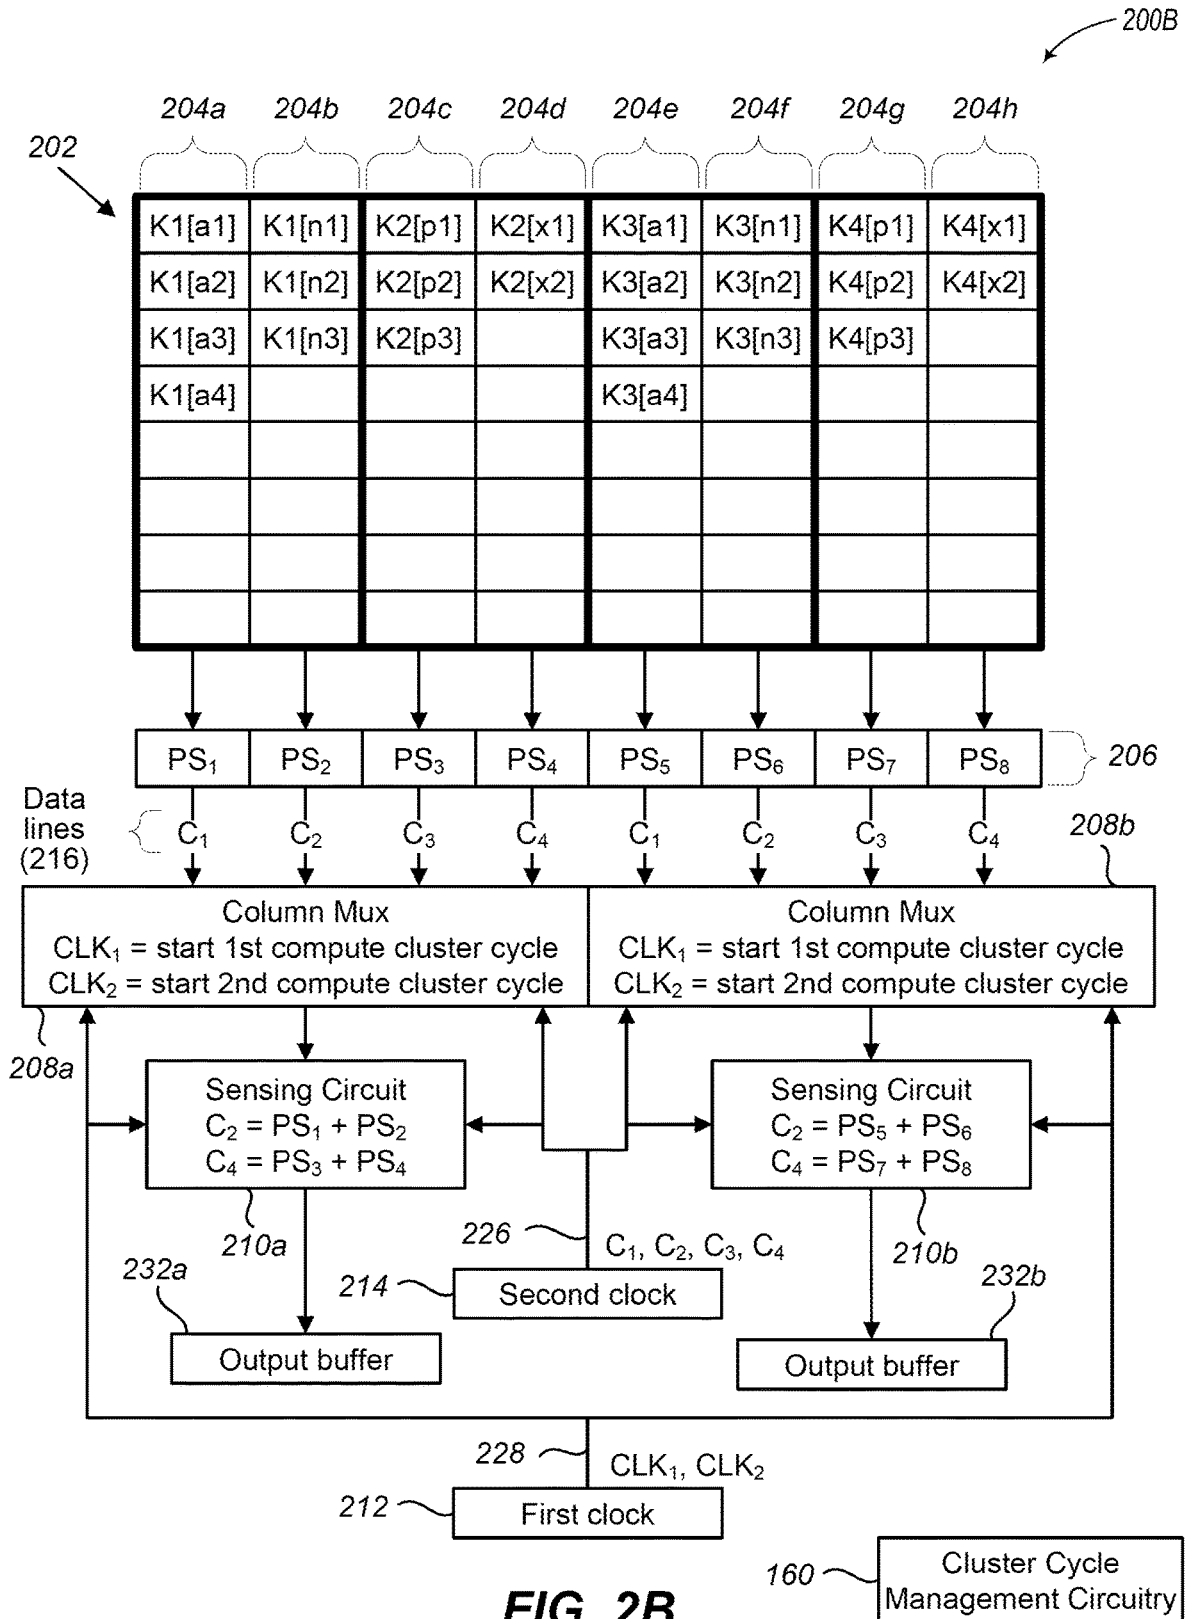 200B
204a 204b 204c 204d 204e 204f 204g 204h
202
K1[a1] K1[n1] K2[p1] K2[x1] K3[a1] K3[n1] K4[p1] K4[x1]
K1[a2] K1[n2] K2[p2] K2[x2] K3[a2] K3[n2] K4[p2] K4[x2]
K1[a3] K1[n3] K2[p3] K3[a3] K3[n3] K4[p3]
K1[a4] K3[a4]
PS₁ PS₂ PS₃ PS₄ PS₅ PS₆ PS₇ PS₈ 206
Data
lines
(216)
C₁ C₂ C₃ C₄ C₁ C₂ C₃ C₄
208b
Column Mux
CLK₁ = start 1st compute cluster cycle
CLK₂ = start 2nd compute cluster cycle
Column Mux
CLK₁ = start 1st compute cluster cycle
CLK₂ = start 2nd compute cluster cycle
208a
Sensing Circuit
C₂ = PS₁ + PS₂
C₄ = PS₃ + PS₄
Sensing Circuit
C₂ = PS₅ + PS₆
C₄ = PS₇ + PS₈
210a
226
C₁, C₂, C₃, C₄
210b
232a
214
Second clock
232b
Output buffer
Output buffer
228
CLK₁, CLK₂
212
First clock
160
Cluster Cycle
Management Circuitry
FIG. 2B